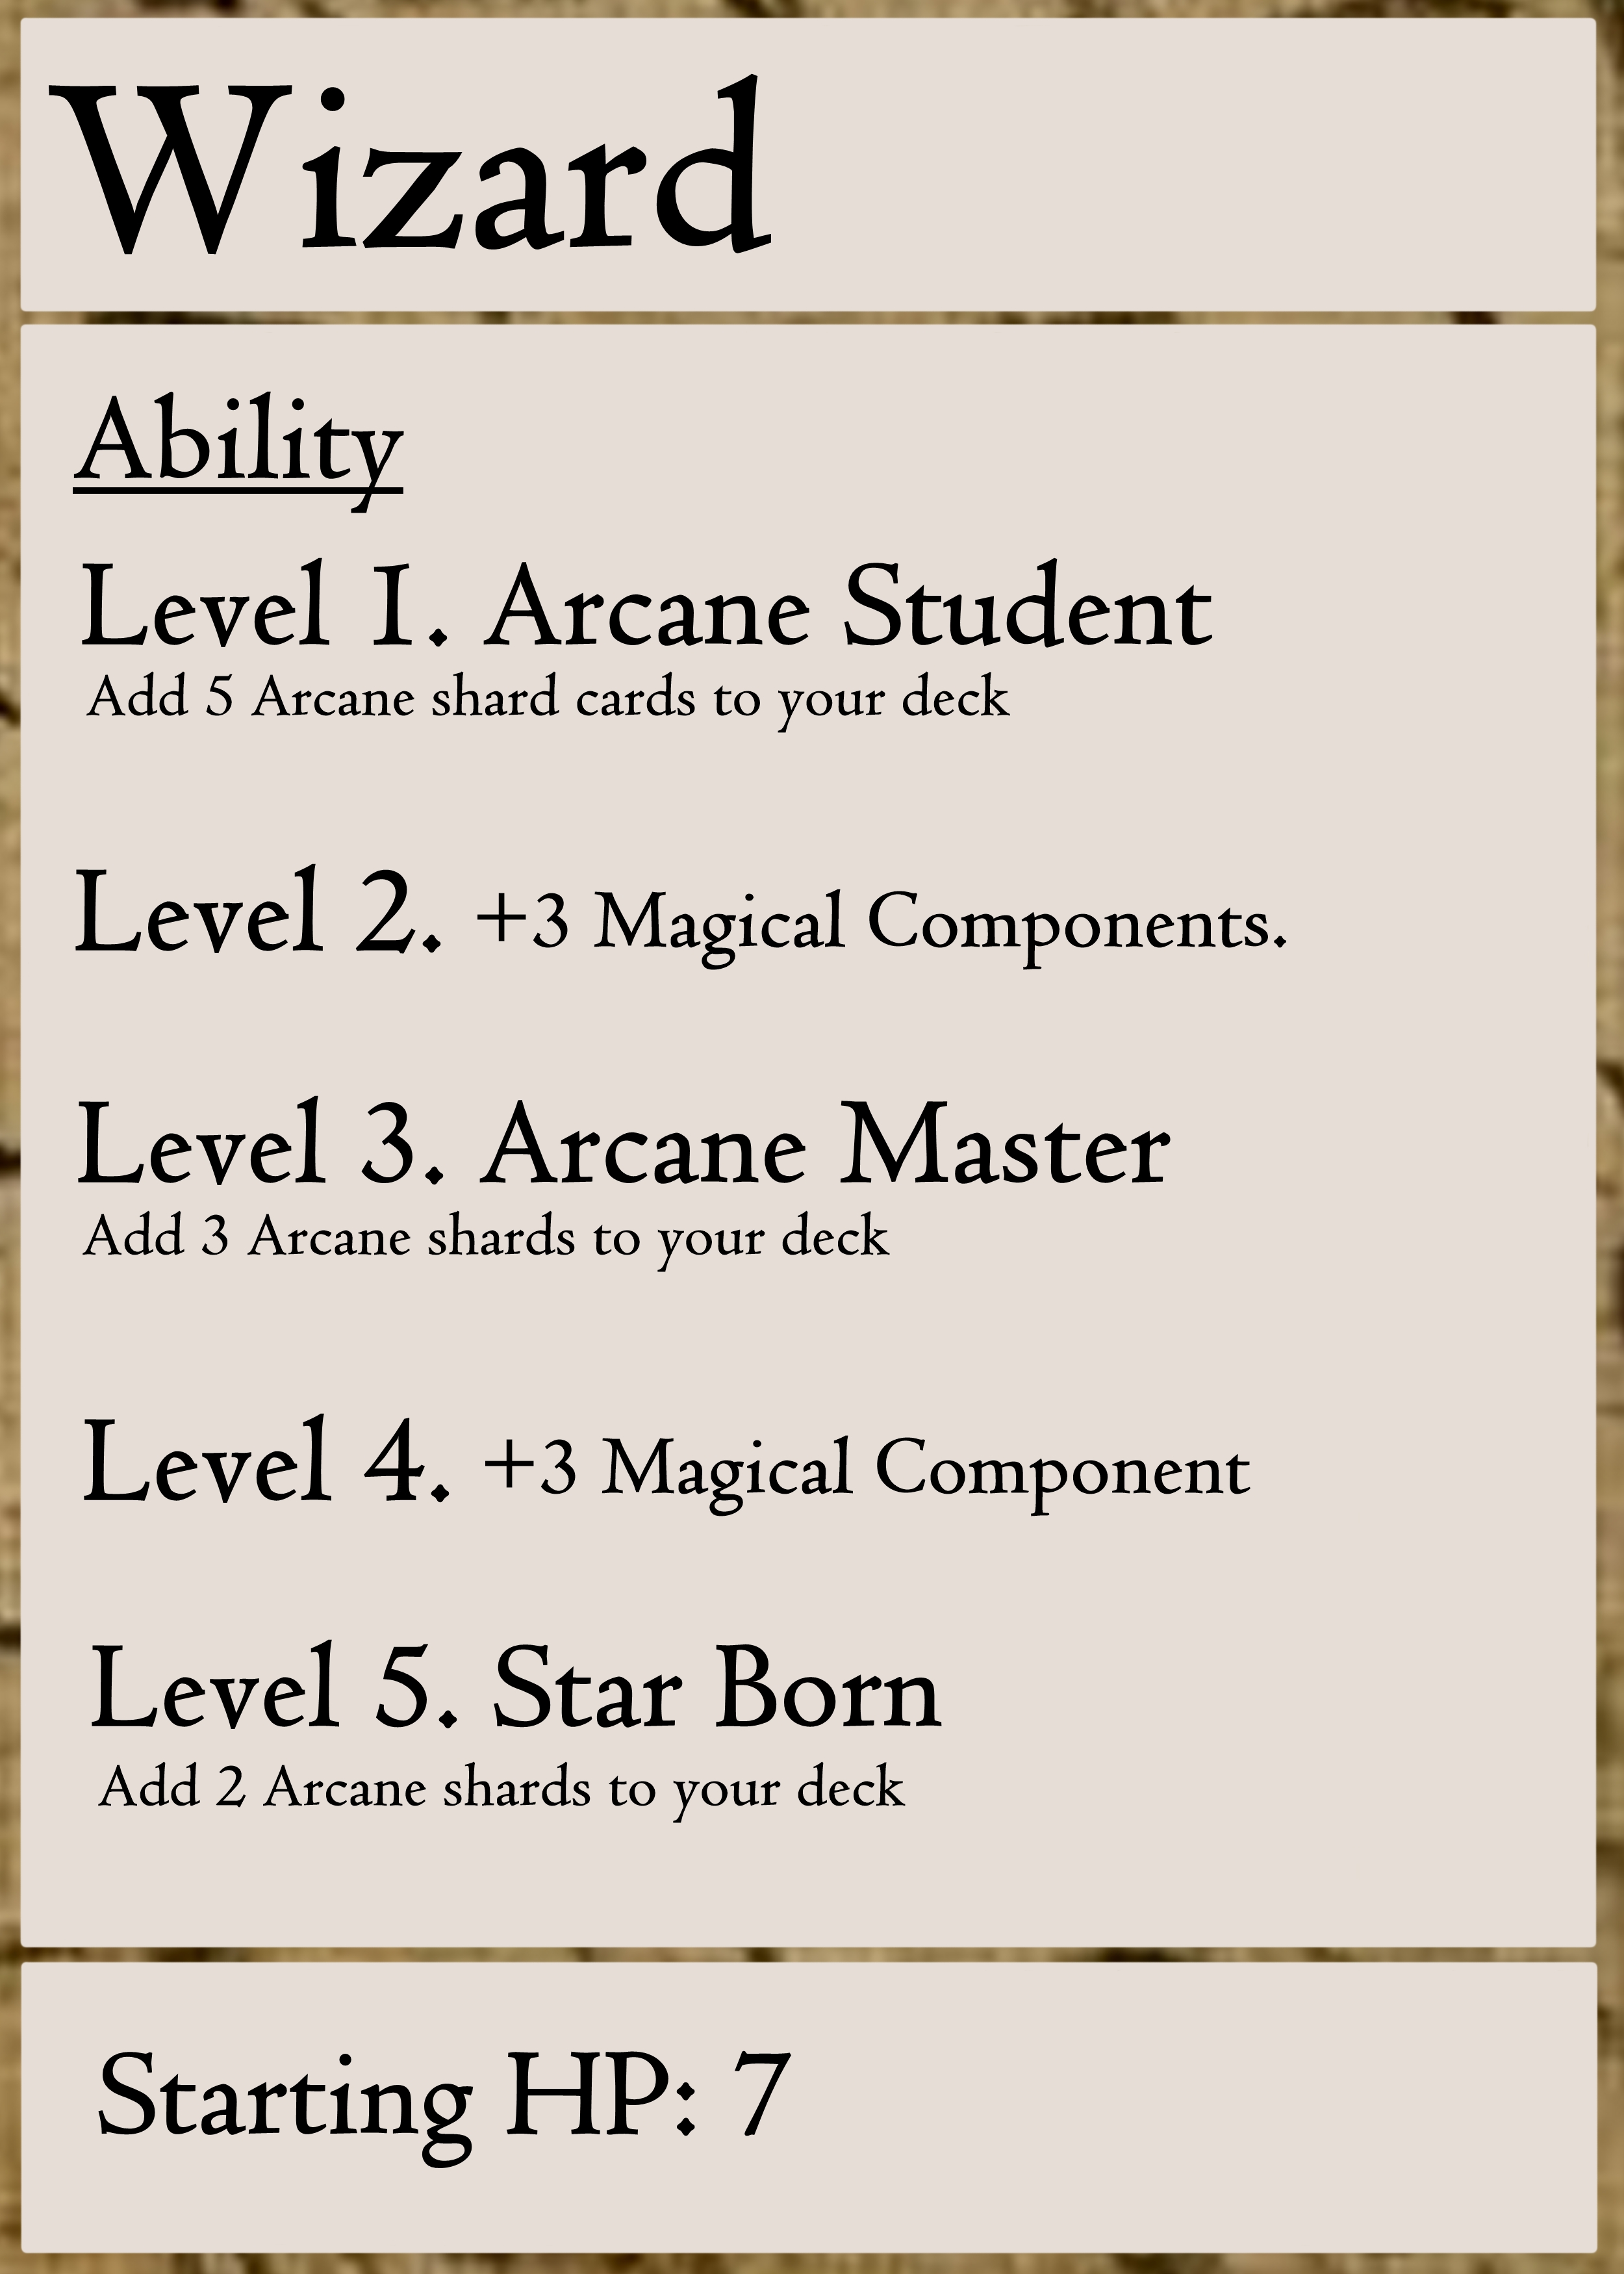 Wizard
Ability
Level 1. Arcane Student
Add 5 Arcane shard cards to your deck
Level 2. +3 Magical Components.
Level 3. Arcane Master
Add 3 Arcane shards to your deck
Level 4. +3 Magical Component
Level 5. Star Born
Add 2 Arcane shards to your deck
Starting HP: 7